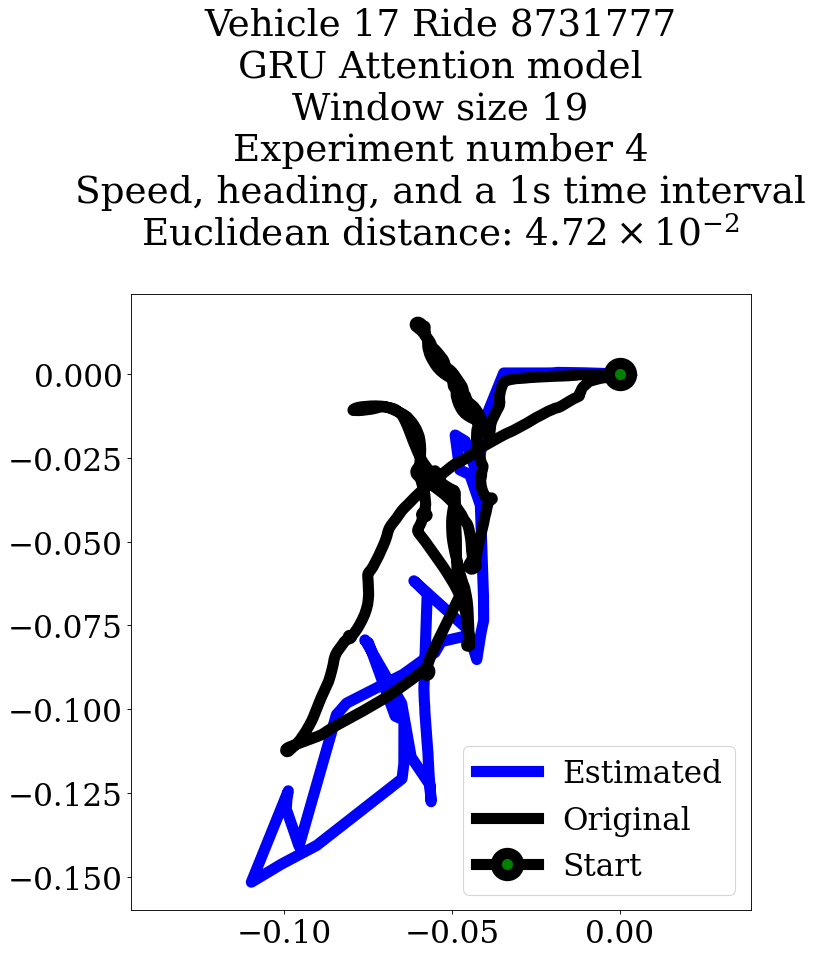 Vehicle 17 Ride 8731777
GRU Attention model
Window size 19
Experiment number 4
Speed, heading, and a 1s time interval
Euclidean distance: 4.72 × 10⁻²
0.000
−0.025
−0.050
−0.075
−0.100
−0.125
−0.150
Estimated
Original
Start
−0.10
−0.05
0.00